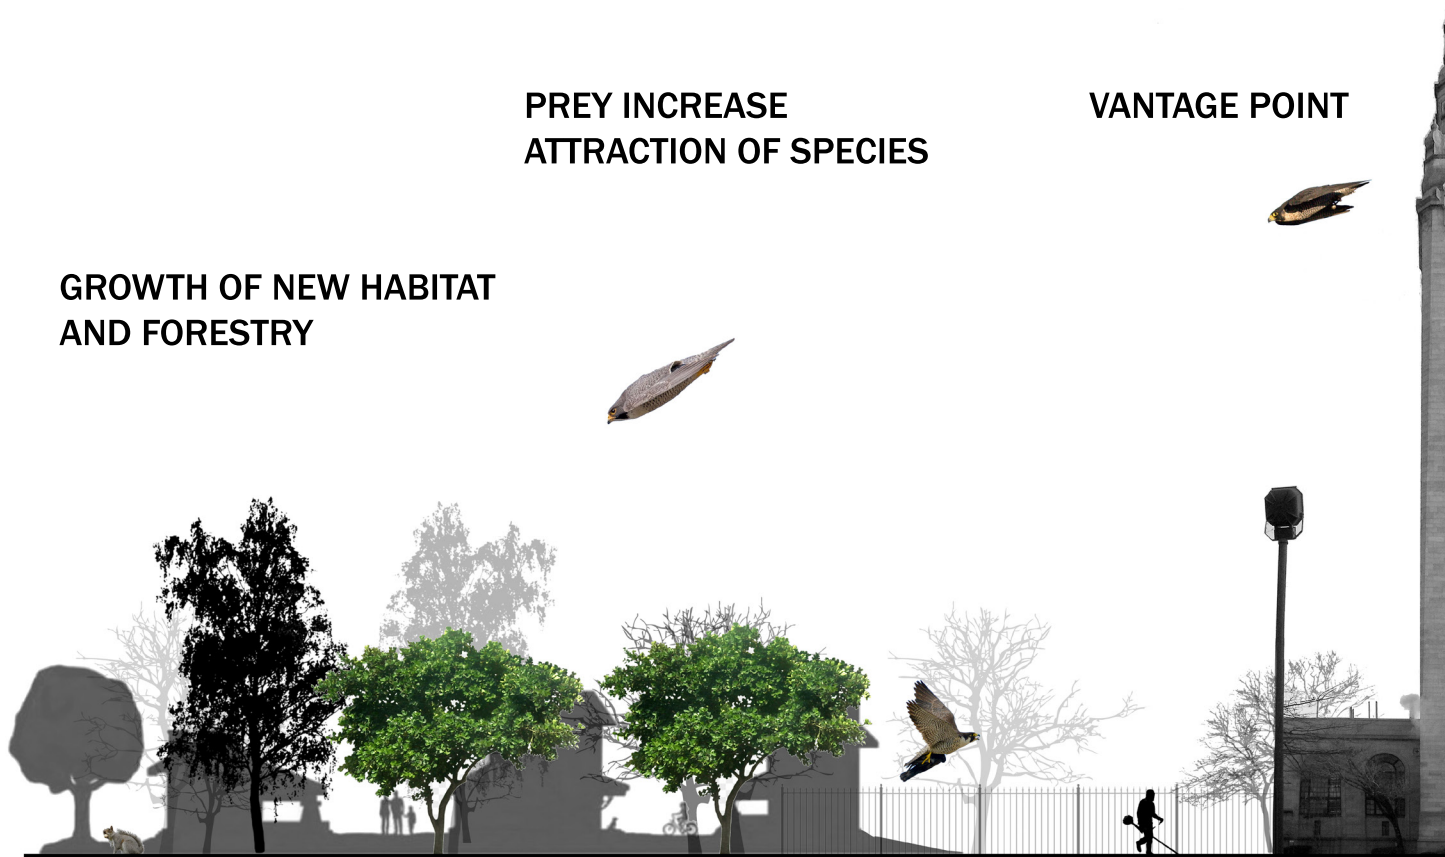 PREY INCREASE
ATTRACTION OF SPECIES
VANTAGE POINT
GROWTH OF NEW HABITAT
AND FORESTRY